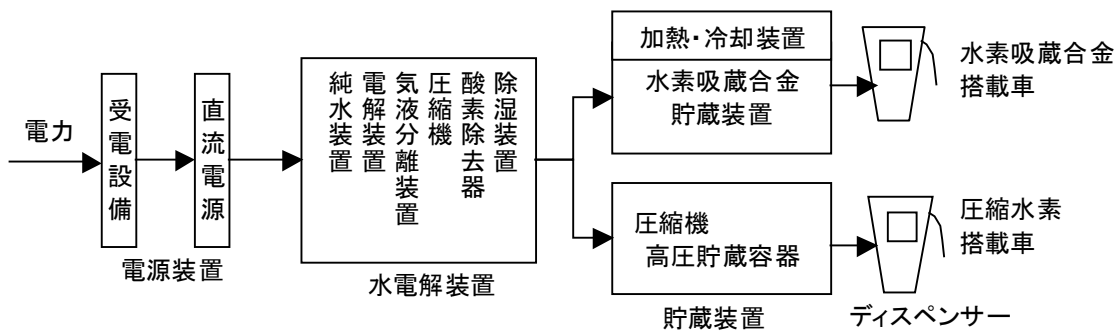 電力
受電設備
直流電源
電源装置
純水装置
電解装置
気液分離装置
圧縮機
酸素除去器
除湿装置
水電解装置
加熱・冷却装置
水素吸蔵合金
貯蔵装置
圧縮機
高圧貯蔵容器
貯蔵装置
水素吸蔵合金
搭載車
圧縮水素
搭載車
ディスペンサー